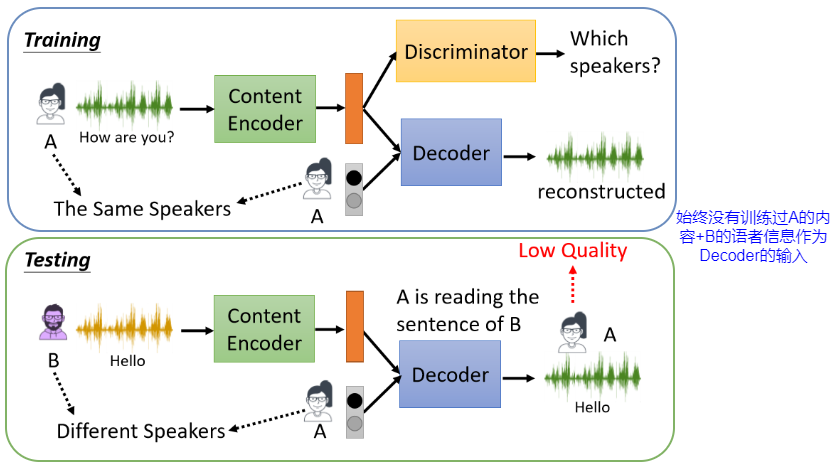 Training
A
How are you?
Content
Encoder
Discriminator
Which
speakers?
Decoder
reconstructed
A
The Same Speakers
始终没有训练过A的内
容+B的语者信息作为
Decoder的输入
Testing
B
Hello
Content
Encoder
A is reading the
sentence of B
Decoder
Low Quality
A
Hello
A
Different Speakers